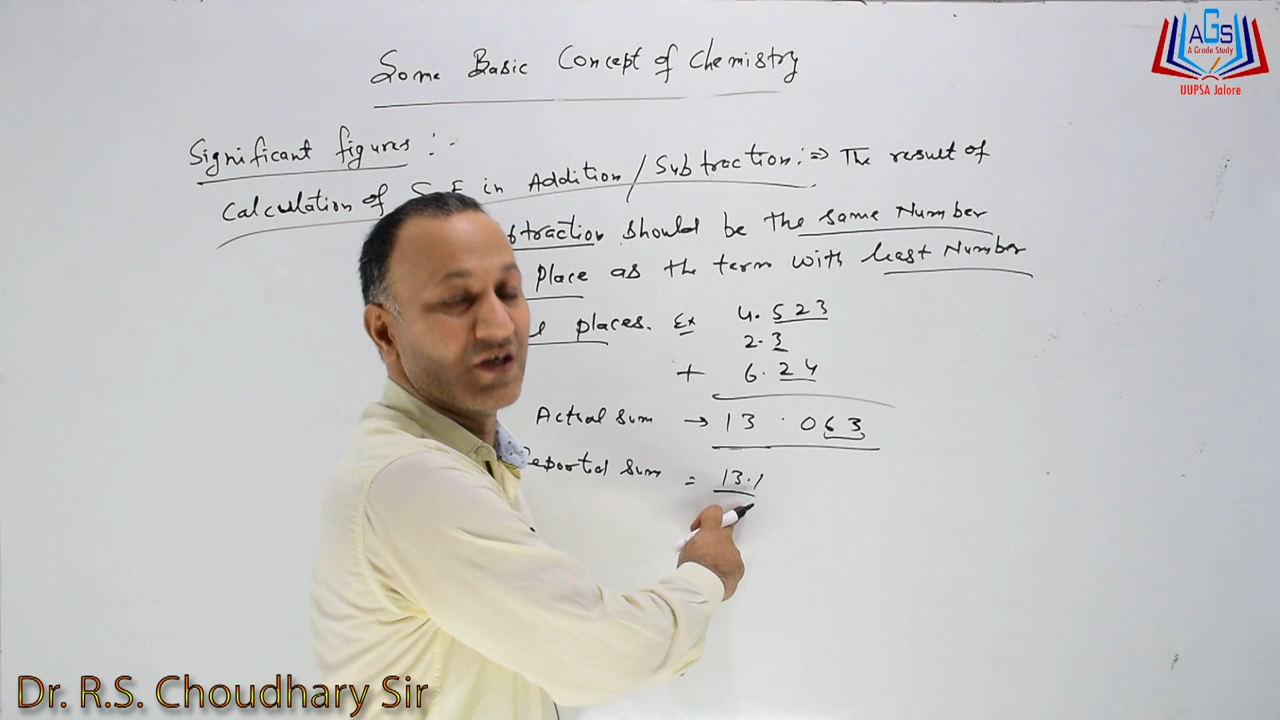 Some Basic Concept of Chemistry
AGS
A Grade Study
UUPSA Jalore
Significant figures :-
Calculation of S.F in Addition / Subtraction :⇒ The result of
btraction should be the same Number
place as the term with least Number
places. Ex 4.523
2.3
+ 6.24
Actual sum → 13.063
eported sum = 13.1
Dr. R.S. Choudhary Sir